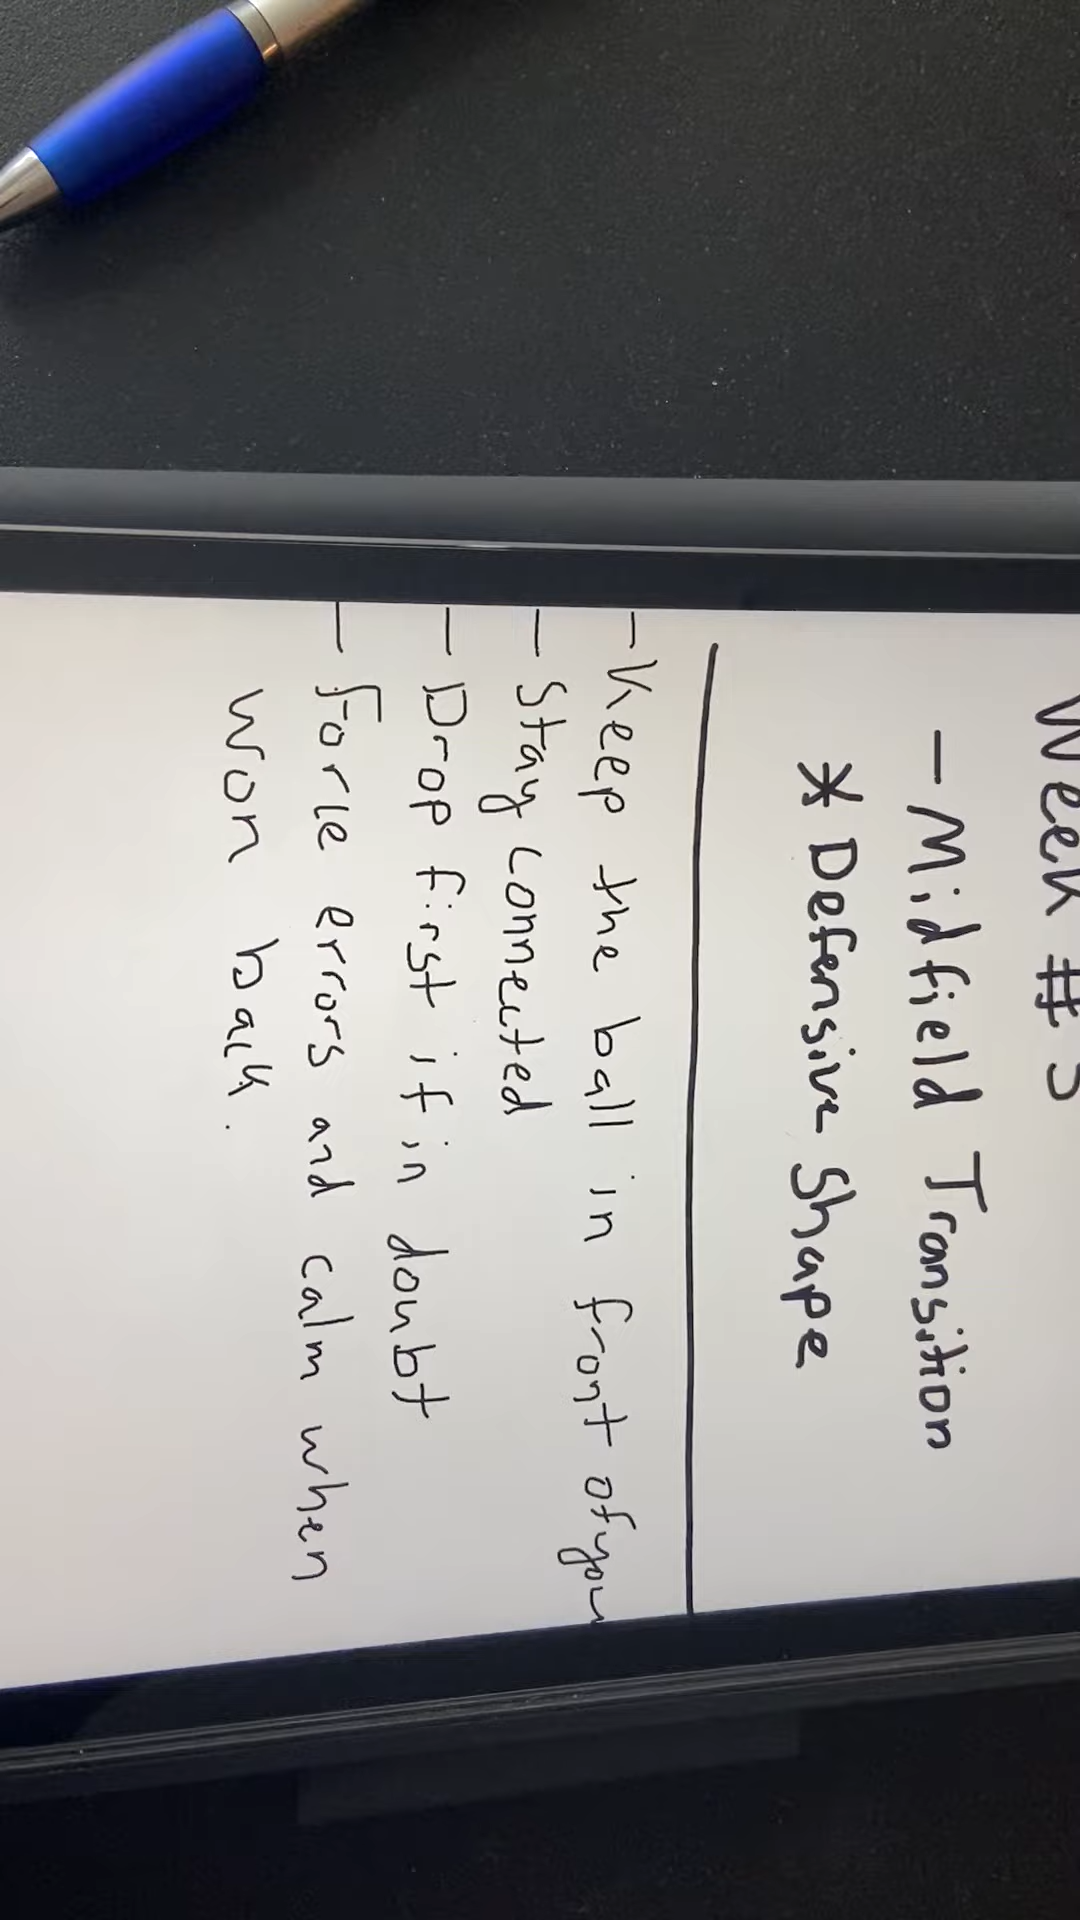 Week # 3
- Midfield Transition
* Defensive Shape
- Keep the ball in front of you
- Stay connected
- Drop first if in doubt
- Force errors and calm when
won back.